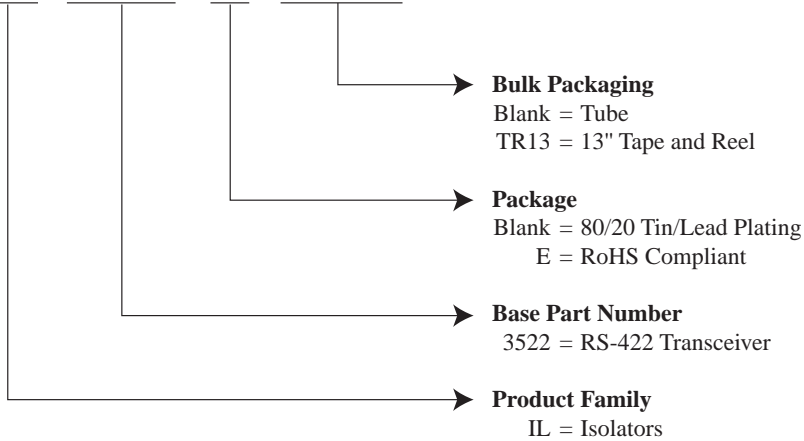 Bulk Packaging
Blank = Tube
TR13 = 13" Tape and Reel
Package
Blank = 80/20 Tin/Lead Plating
E = RoHS Compliant
Base Part Number
3522 = RS-422 Transceiver
Product Family
IL = Isolators